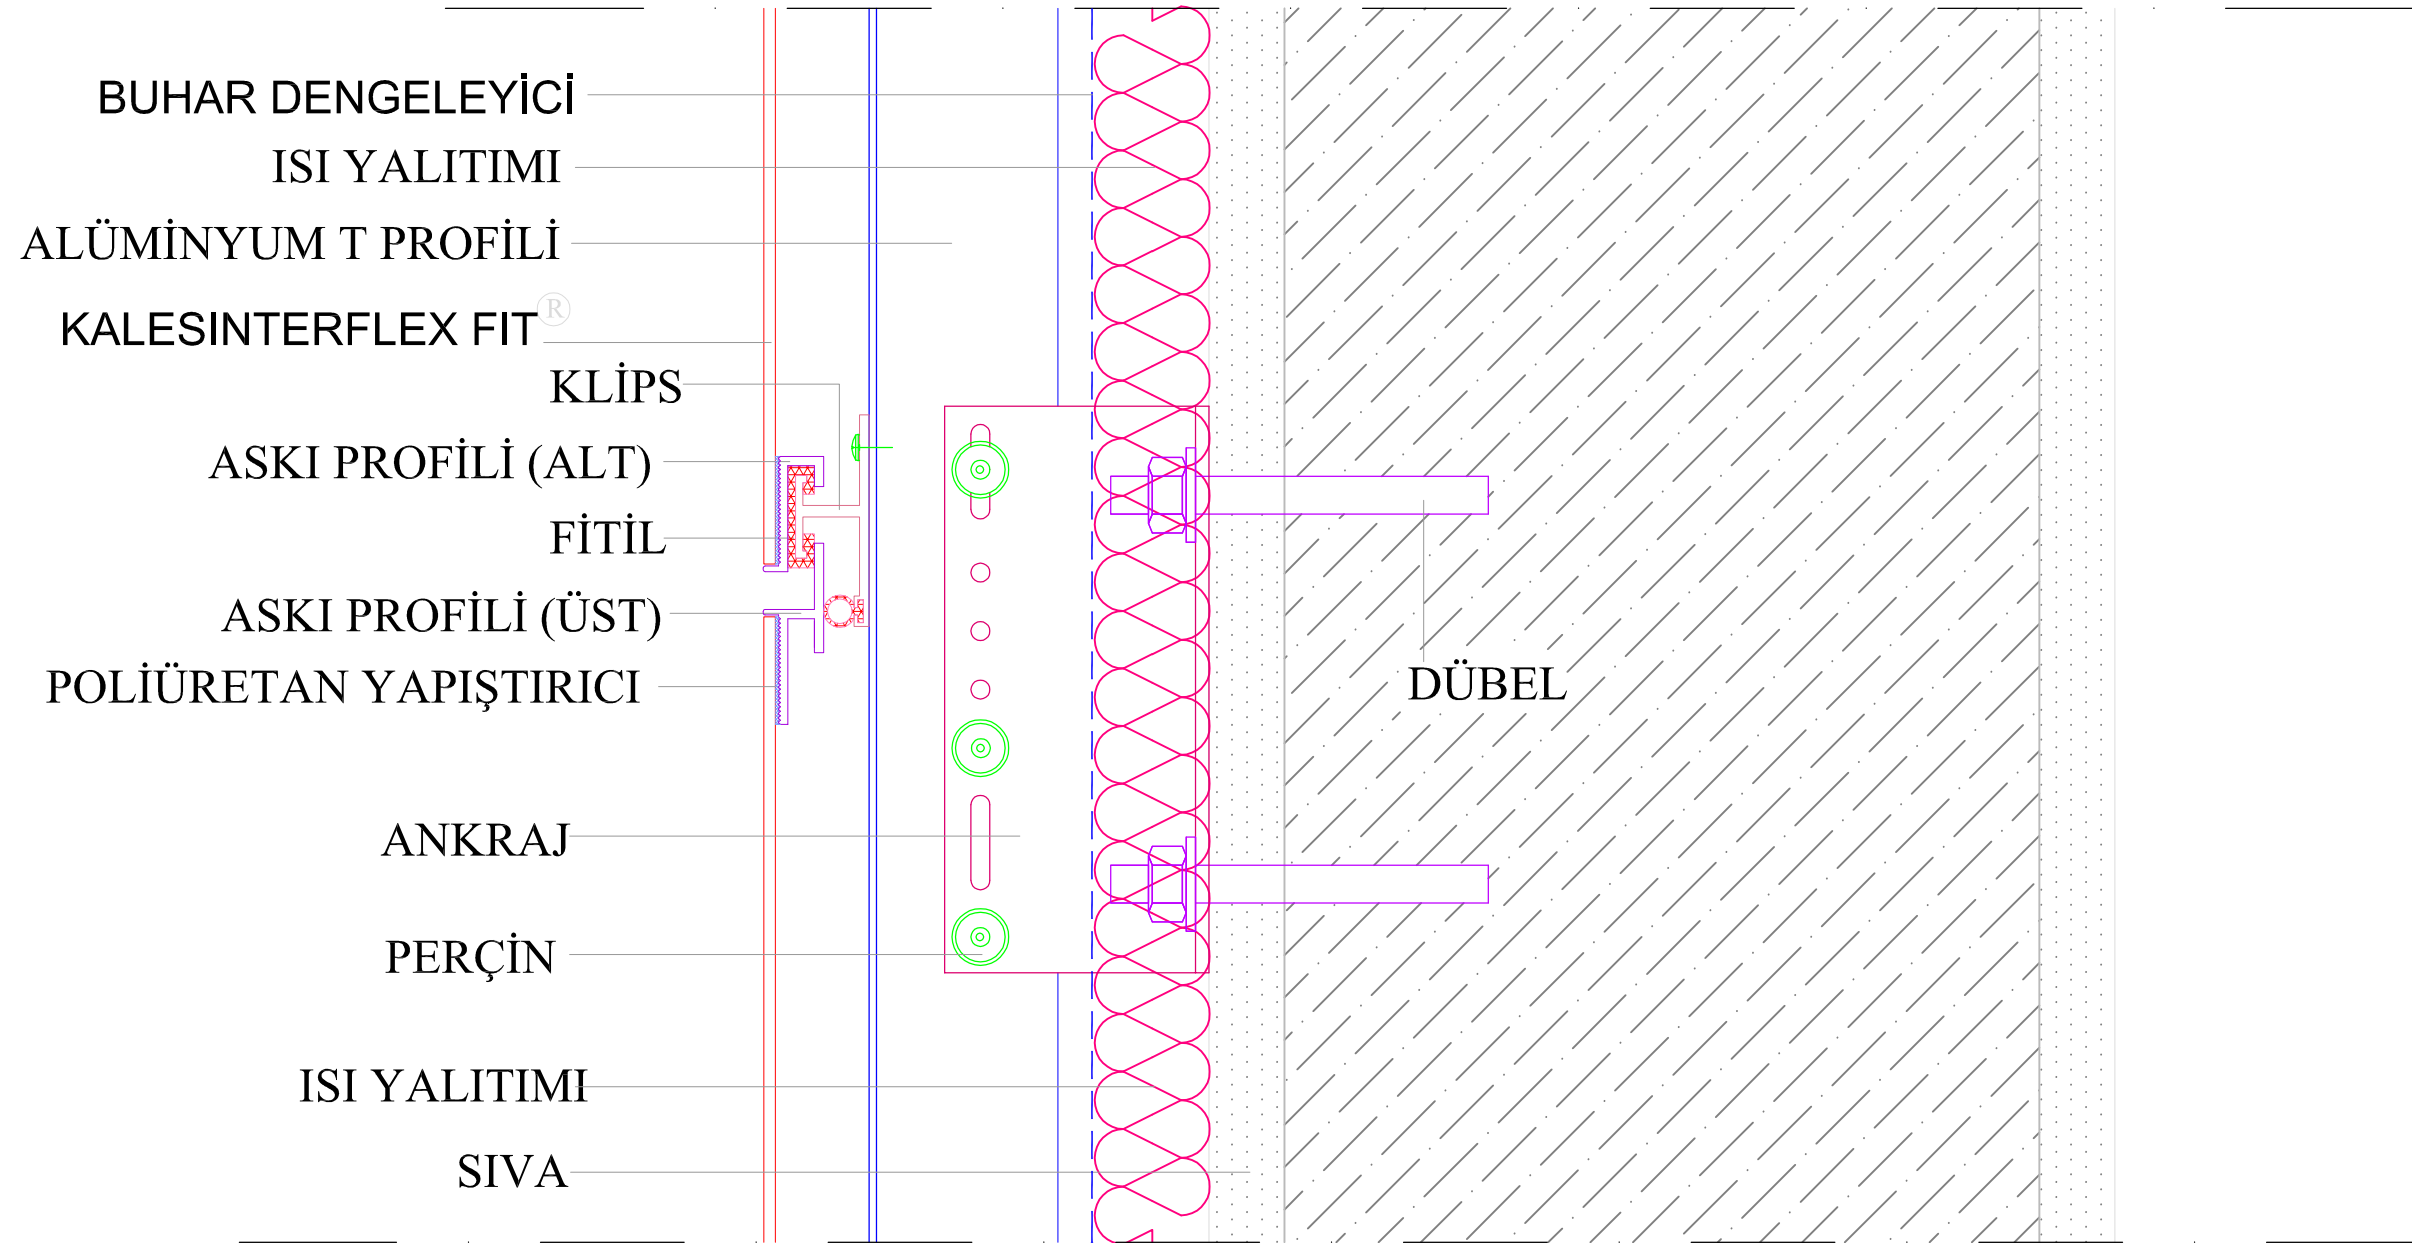 BUHAR DENGELEYİCİ
ISI YALITIMI
ALÜMİNYUM T PROFİLİ
KALESINTERFLEX FIT®
KLİPS
ASKI PROFİLİ (ALT)
FİTİL
ASKI PROFİLİ (ÜST)
POLİÜRETAN YAPIŞTIRICI
DÜBEL
ANKRAJ
PERÇİN
ISI YALITIMI
SIVA